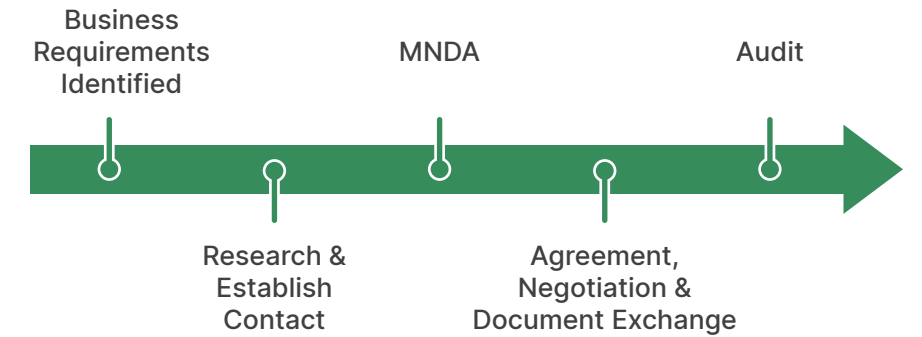 Business
Requirements
Identified
Research &
Establish
Contact
MNDA
Agreement,
Negotiation &
Document Exchange
Audit